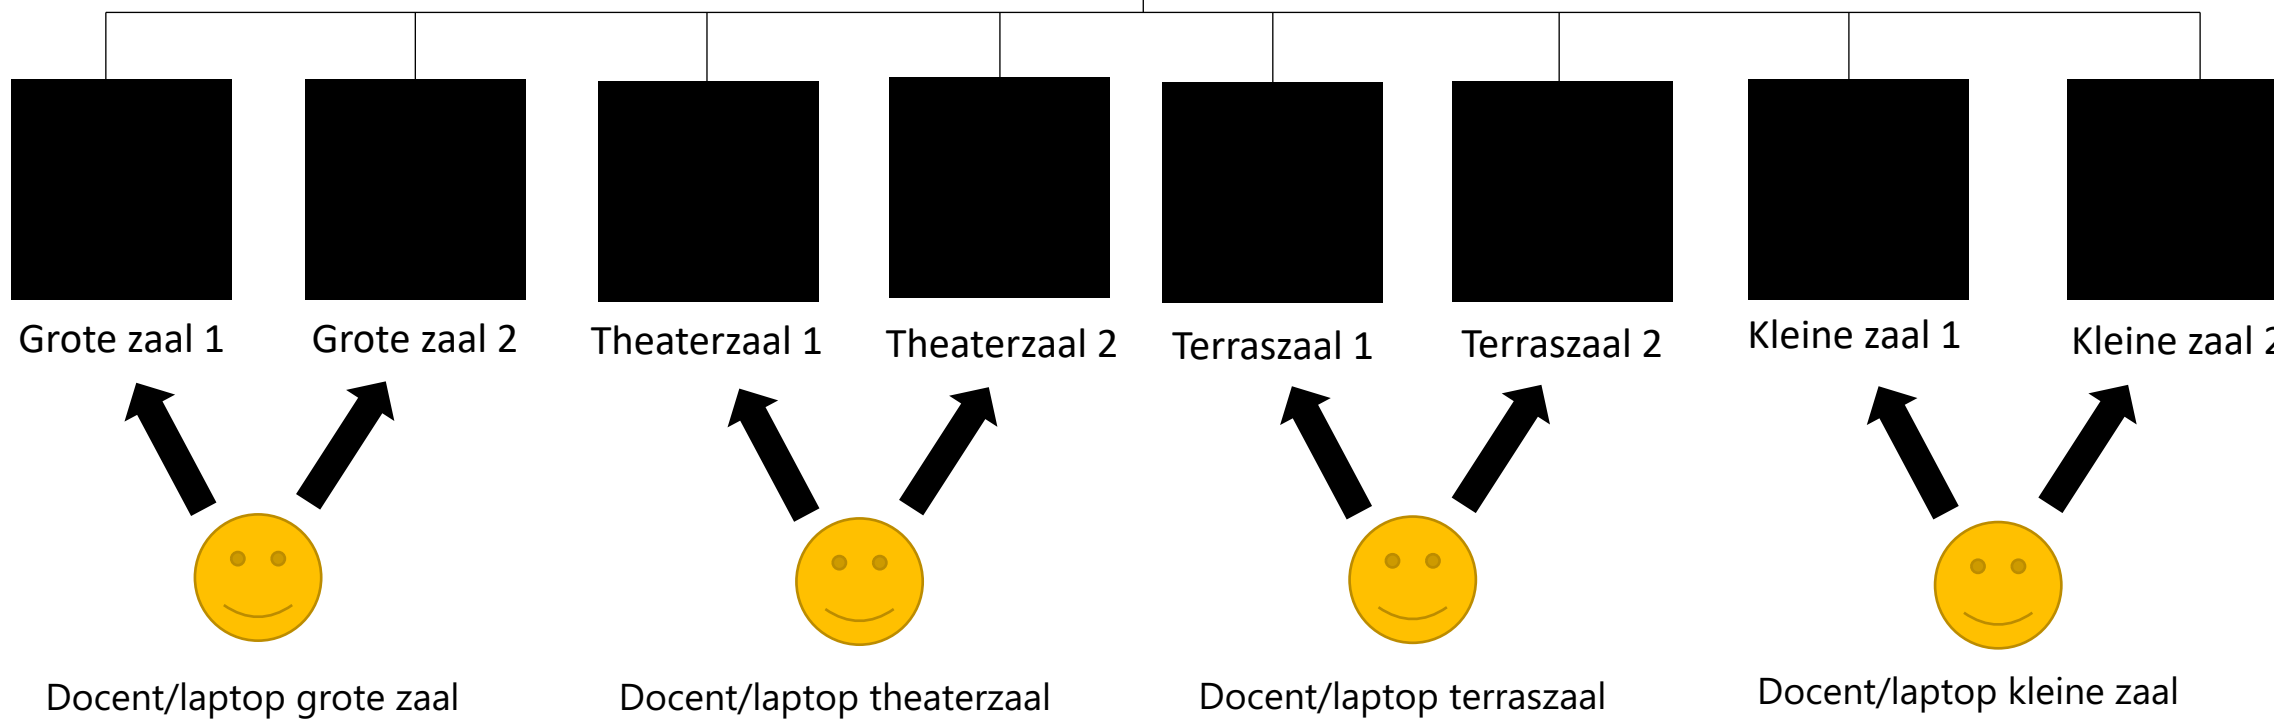 Grote zaal 1
Grote zaal 2
Theaterzaal 1
Theaterzaal 2
Terraszaal 1
Terraszaal 2
Kleine zaal 1
Kleine zaal 2
Docent/laptop grote zaal
Docent/laptop theaterzaal
Docent/laptop terraszaal
Docent/laptop kleine zaal